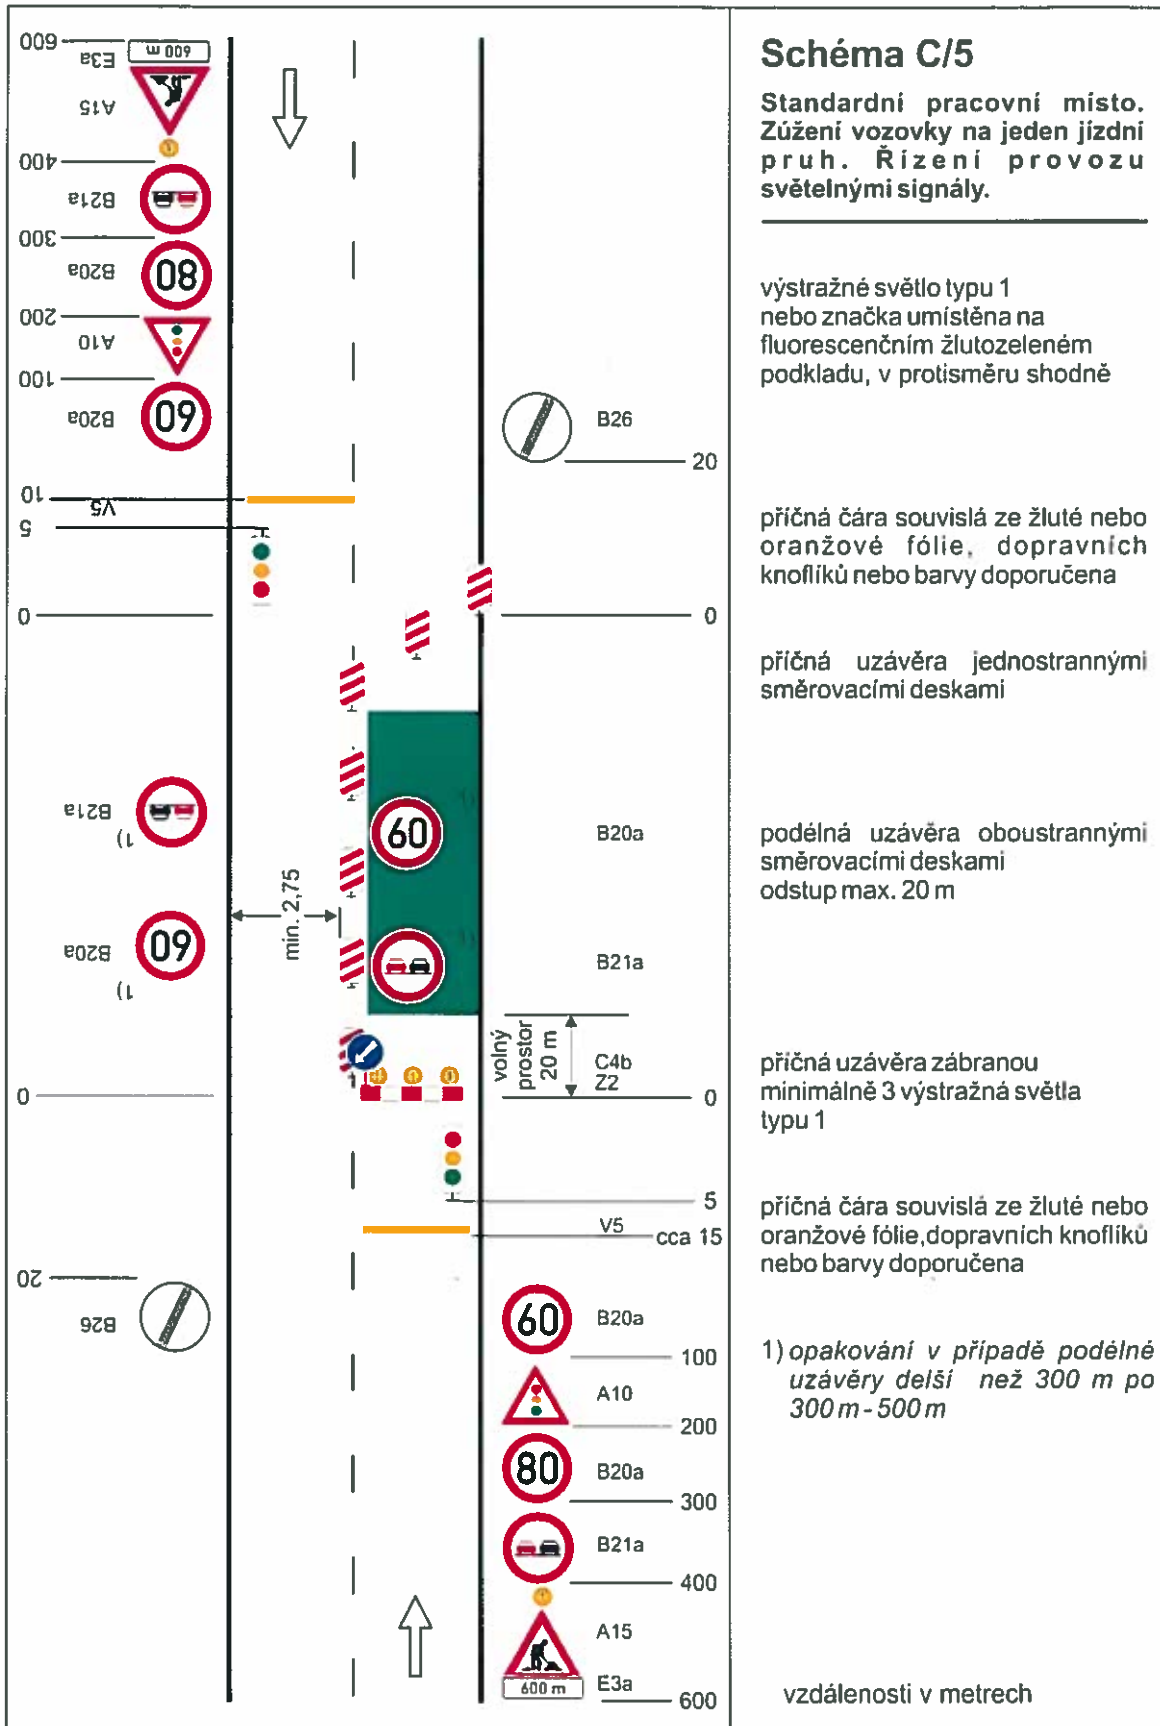 Schéma C/5
Standardní pracovní místo.
Zúžení vozovky na jeden jízdní
pruh. Řízení provozu
světelnými signály.
výstražné světlo typu 1
nebo značka umístěna na
fluorescenčním žlutozeleném
podkladu, v protisměru shodně
příčná čára souvislá ze žluté nebo
oranžové fólie, dopravních
knoflíků nebo barvy doporučena
příčná uzávěra jednostrannými
směrovacími deskami
podélná uzávěra oboustrannými
směrovacími deskami
odstup max. 20 m
příčná uzávěra zábranou
minimálně 3 výstražná světla
typu 1
příčná čára souvislá ze žluté nebo
oranžové fólie,dopravních knoflíků
nebo barvy doporučena
1) opakování v případě podélné
uzávěry delší než 300 m po
300 m - 500 m
vzdálenosti v metrech
600
E3a
600 m
A15
400
B21a
300
B20a
80
200
A10
100
B20a
60
10
V5
5
0
B21a
1)
B20a
60
1)
min. 2,75
0
20
B26
B26
20
0
60
B20a
B21a
volný
prostor
20 m
C4b
Z2
0
5
V5
cca 15
60
B20a
100
A10
200
80
B20a
300
B21a
400
A15
600 m
E3a
600